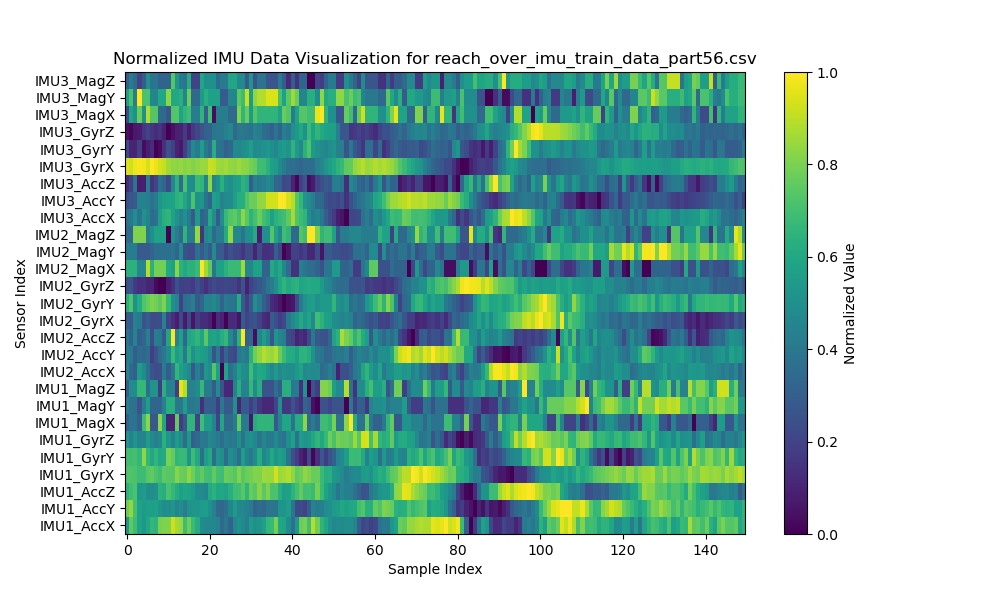 Normalized IMU Data Visualization for reach_over_imu_train_data_part56.csv
Sensor Index
IMU3_MagZ
IMU3_MagY
IMU3_MagX
IMU3_GyrZ
IMU3_GyrY
IMU3_GyrX
IMU3_AccZ
IMU3_AccY
IMU3_AccX
IMU2_MagZ
IMU2_MagY
IMU2_MagX
IMU2_GyrZ
IMU2_GyrY
IMU2_GyrX
IMU2_AccZ
IMU2_AccY
IMU2_AccX
IMU1_MagZ
IMU1_MagY
IMU1_MagX
IMU1_GyrZ
IMU1_GyrY
IMU1_GyrX
IMU1_AccZ
IMU1_AccY
IMU1_AccX
0 20 40 60 80 100 120 140
Sample Index
1.0
0.8
0.6
0.4
0.2
0.0
Normalized Value